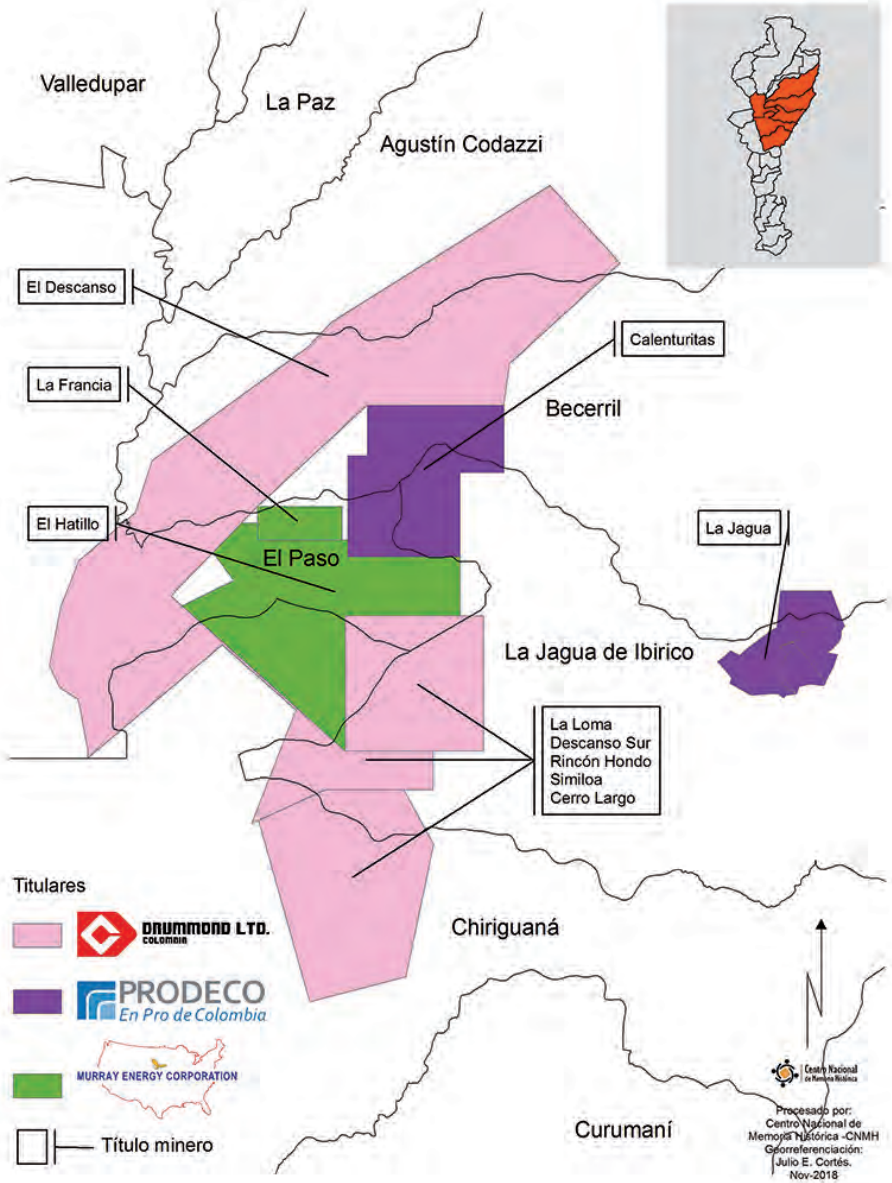 Valledupar
La Paz
Agustín Codazzi
El Descanso
Calenturitas
La Francia
Becerril
El Hatillo
La Jagua
El Paso
La Jagua de Ibirico
La Loma
Descanso Sur
Rincón Hondo
Similoa
Cerro Largo
Titulares
DRUMMOND LTD.
COLOMBIA
Chiriguaná
PRODECO
En Pro de Colombia
MURRAY ENERGY CORPORATION
Título minero
Curumaní
N
Centro Nacional
de Memoria Histórica
Procesado por:
Centro Nacional de
Memoria Histórica -CNMH
Georreferenciación:
Julio E. Cortés.
Nov-2018